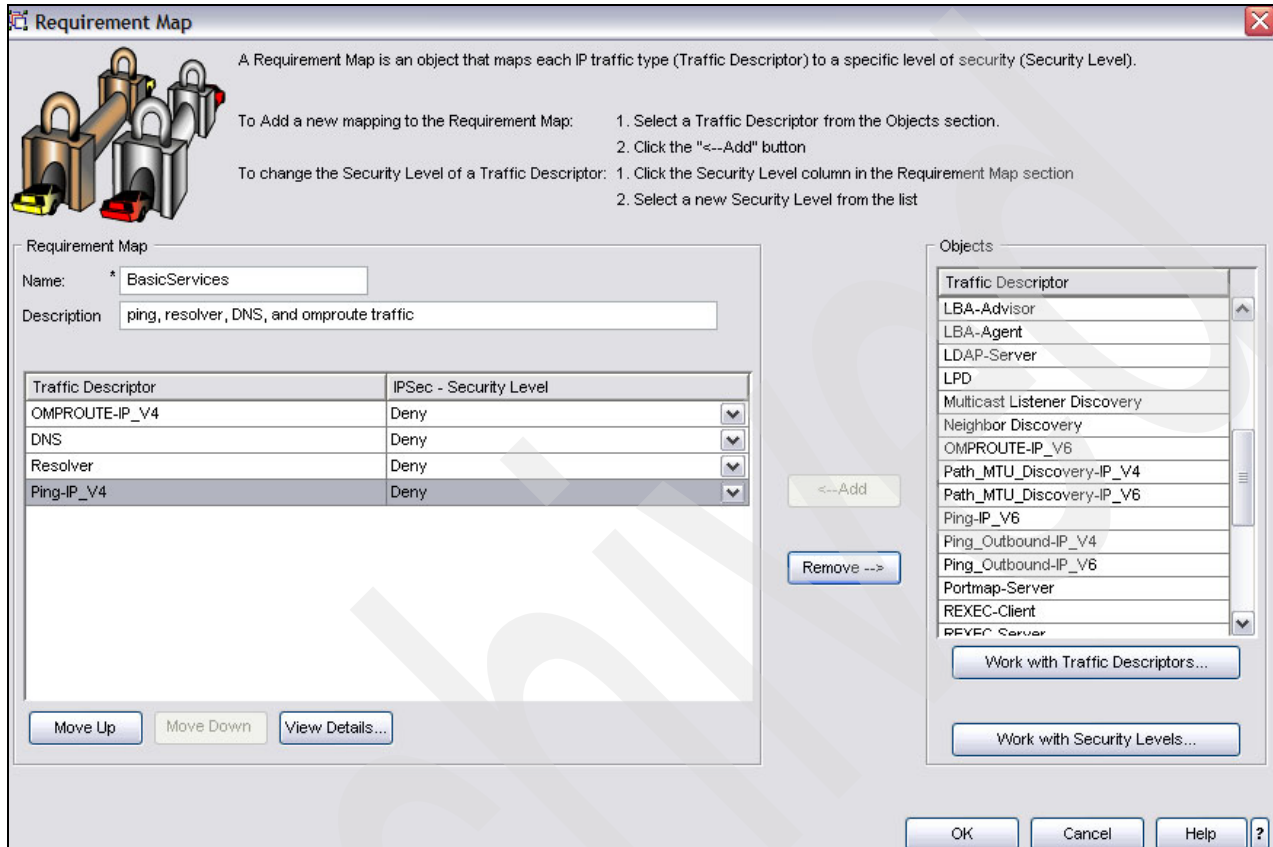 Requirement Map
A Requirement Map is an object that maps each IP traffic type (Traffic Descriptor) to a specific level of security (Security Level).
To Add a new mapping to the Requirement Map: 1. Select a Traffic Descriptor from the Objects section.
2. Click the "<--Add" button
To change the Security Level of a Traffic Descriptor: 1. Click the Security Level column in the Requirement Map section
2. Select a new Security Level from the list
Requirement Map
Name: * BasicServices
Description ping, resolver, DNS, and omproute traffic
Traffic Descriptor IPSec - Security Level
OMPROUTE-IP_V4 Deny
DNS Deny
Resolver Deny
Ping-IP_V4 Deny
Move Up Move Down View Details...
<--Add
Remove -->
Objects
Traffic Descriptor
LBA-Advisor
LBA-Agent
LDAP-Server
LPD
Multicast Listener Discovery
Neighbor Discovery
OMPROUTE-IP_V6
Path_MTU_Discovery-IP_V4
Path_MTU_Discovery-IP_V6
Ping-IP_V6
Ping_Outbound-IP_V4
Ping_Outbound-IP_V6
Portmap-Server
REXEC-Client
REXEC Server
Work with Traffic Descriptors...
Work with Security Levels...
OK Cancel Help ?